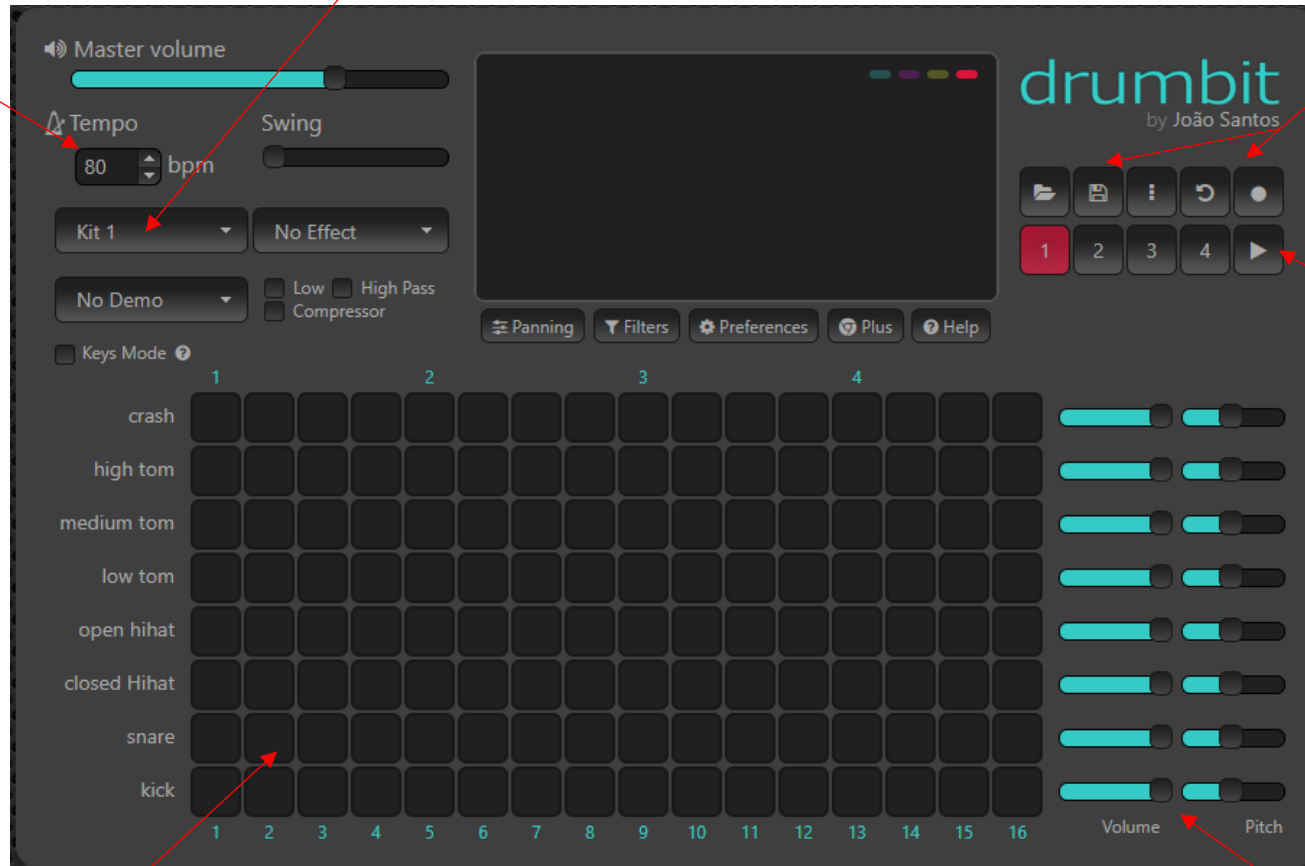 Master volume
drumbit
by João Santos
Tempo
Swing
80 bpm
Kit 1
No Effect
1 2 3 4
No Demo
Low High Pass
Compressor
Panning Filters Preferences Plus Help
Keys Mode
1 2 3 4
crash
high tom
medium tom
low tom
open hihat
closed Hihat
snare
kick
1 2 3 4 5 6 7 8 9 10 11 12 13 14 15 16
Volume Pitch